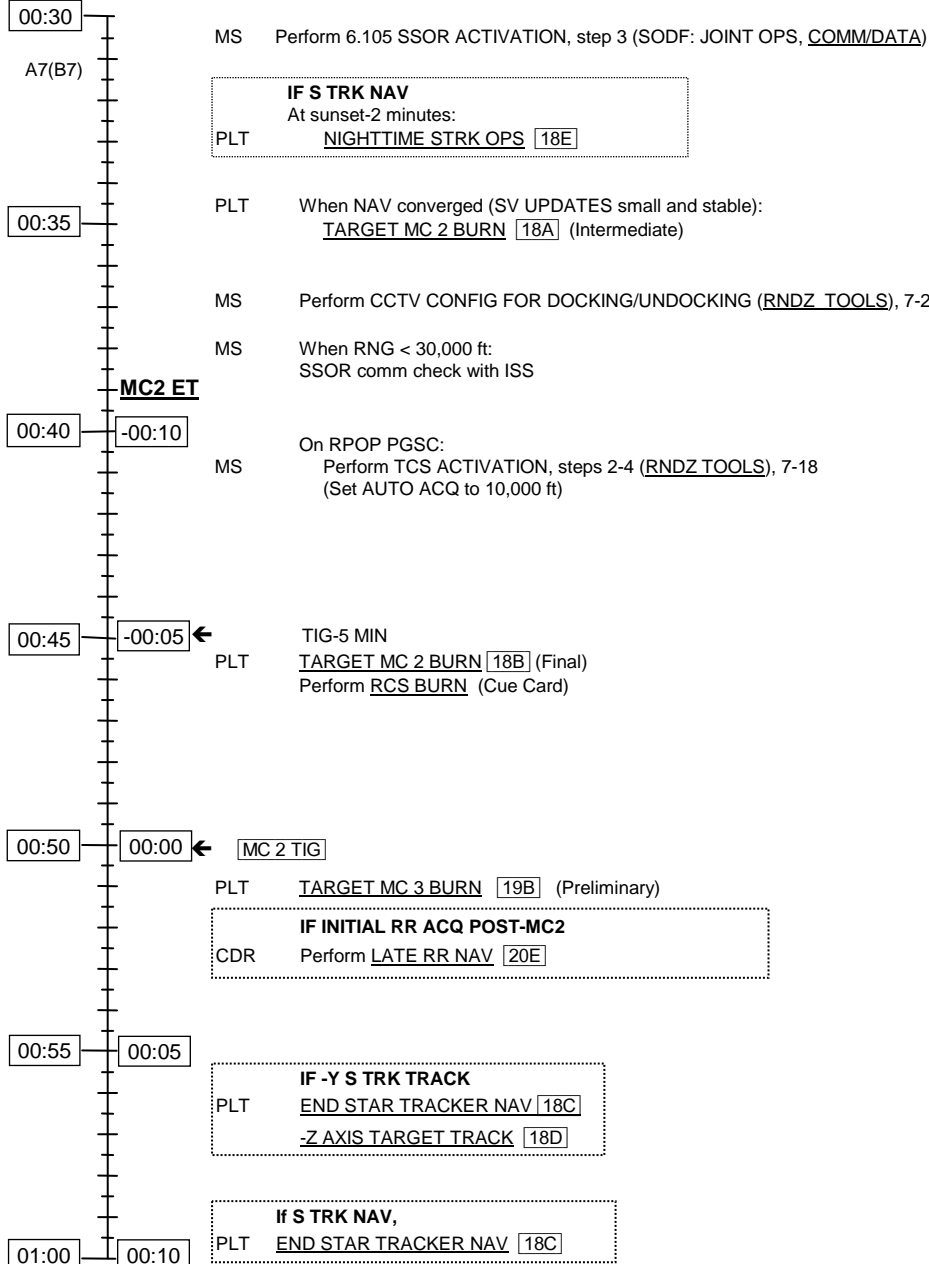 00:30
MS Perform 6.105 SSOR ACTIVATION, step 3 (SODF: JOINT OPS, COMM/DATA)
A7(B7)
IF S TRK NAV
At sunset-2 minutes:
PLT NIGHTTIME STRK OPS 18E
PLT When NAV converged (SV UPDATES small and stable):
00:35 TARGET MC 2 BURN 18A (Intermediate)
MS Perform CCTV CONFIG FOR DOCKING/UNDOCKING (RNDZ TOOLS), 7-2
MS When RNG < 30,000 ft:
SSOR comm check with ISS
MC2 ET
00:40 -00:10
On RPOP PGSC:
MS Perform TCS ACTIVATION, steps 2-4 (RNDZ TOOLS), 7-18
(Set AUTO ACQ to 10,000 ft)
00:45 -00:05 ← TIG-5 MIN
PLT TARGET MC 2 BURN 18B (Final)
Perform RCS BURN (Cue Card)
00:50 00:00 ← MC 2 TIG
PLT TARGET MC 3 BURN 19B (Preliminary)
IF INITIAL RR ACQ POST-MC2
CDR Perform LATE RR NAV 20E
00:55 00:05
IF -Y S TRK TRACK
PLT END STAR TRACKER NAV 18C
-Z AXIS TARGET TRACK 18D
If S TRK NAV,
PLT END STAR TRACKER NAV 18C
01:00 00:10